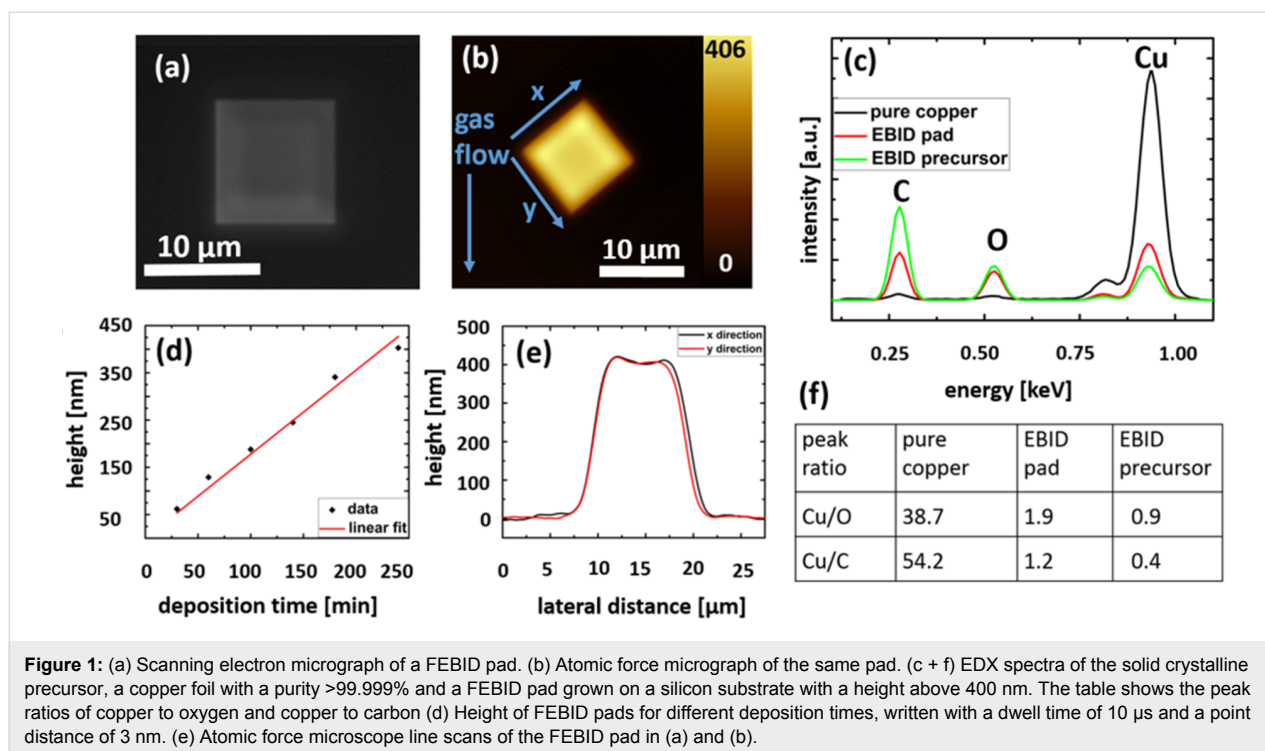 (a)
10 µm
(b)
406
x
gas
flow
y
10 µm
0
(c)
Cu
pure copper
EBID pad
EBID precursor
C
O
intensity [a.u.]
0.25 0.50 0.75 1.00
energy [keV]
(d)
450
350
250
150
50
height [nm]
data
linear fit
0 50 100 150 200 250
deposition time [min]
(e)
500
400
300
200
100
0
height [nm]
x direction
y direction
0 5 10 15 20 25
lateral distance [µm]
(f)
peak ratio pure copper EBID pad EBID precursor
Cu/O 38.7 1.9 0.9
Cu/C 54.2 1.2 0.4
Figure 1: (a) Scanning electron micrograph of a FEBID pad. (b) Atomic force micrograph of the same pad. (c + f) EDX spectra of the solid crystalline
precursor, a copper foil with a purity >99.999% and a FEBID pad grown on a silicon substrate with a height above 400 nm. The table shows the peak
ratios of copper to oxygen and copper to carbon (d) Height of FEBID pads for different deposition times, written with a dwell time of 10 µs and a point
distance of 3 nm. (e) Atomic force microscope line scans of the FEBID pad in (a) and (b).